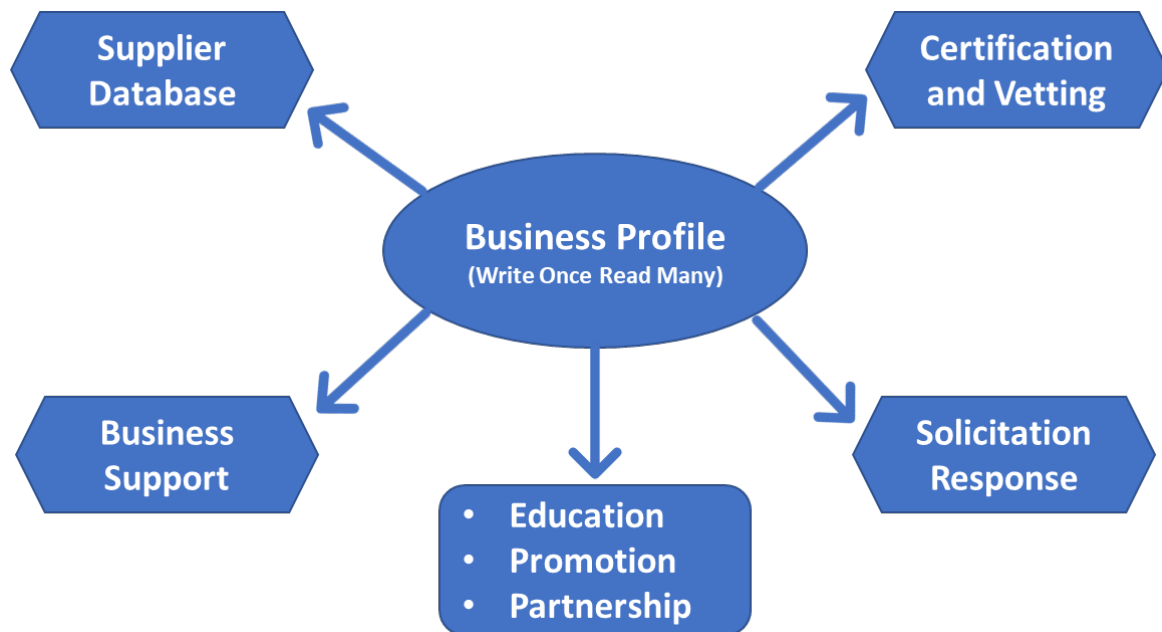 Supplier
Database
Certification
and Vetting
Business Profile
(Write Once Read Many)
Business
Support
Solicitation
Response
• Education
• Promotion
• Partnership